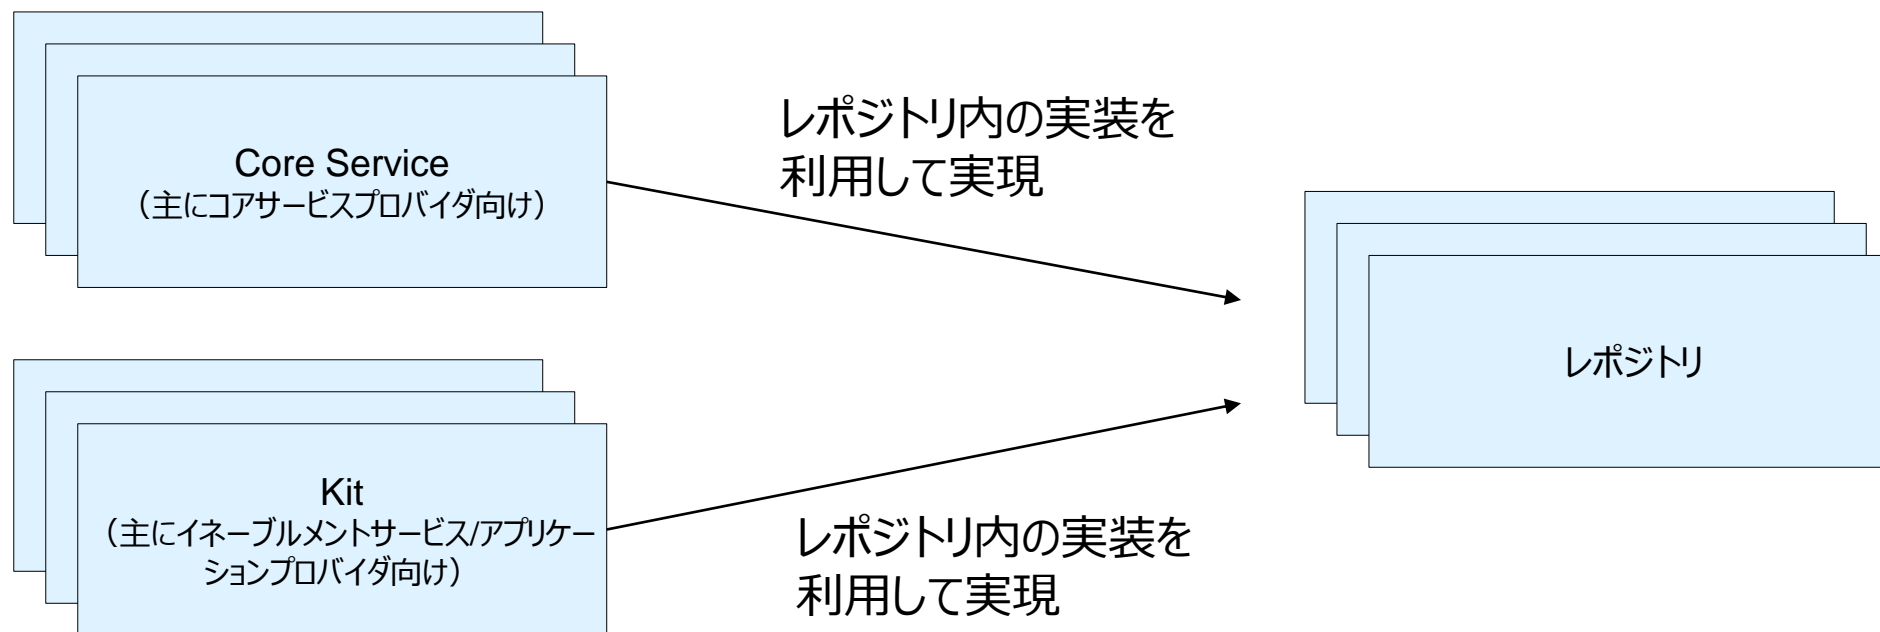 Core Service
（主にコアサービスプロバイダ向け）
レポジトリ内の実装を
利用して実現
レポジトリ
Kit
（主にイネーブルメントサービス/アプリケー
ションプロバイダ向け）
レポジトリ内の実装を
利用して実現